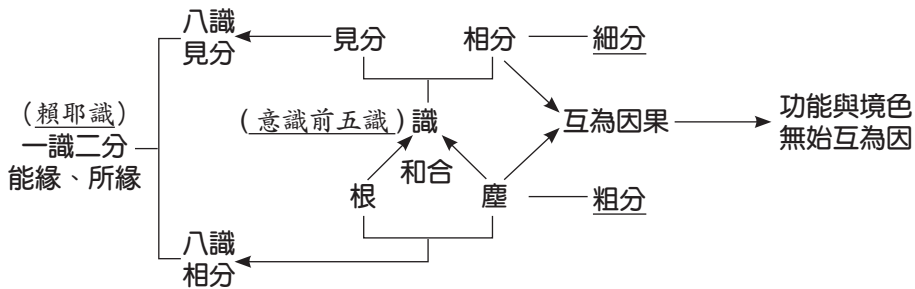 八識
見分
見分
相分
細分
（賴耶識）
一識二分
能緣、所緣
（意識前五識）識
互為因果
功能與境色
無始互為因
和合
根
塵
粗分
八識
相分